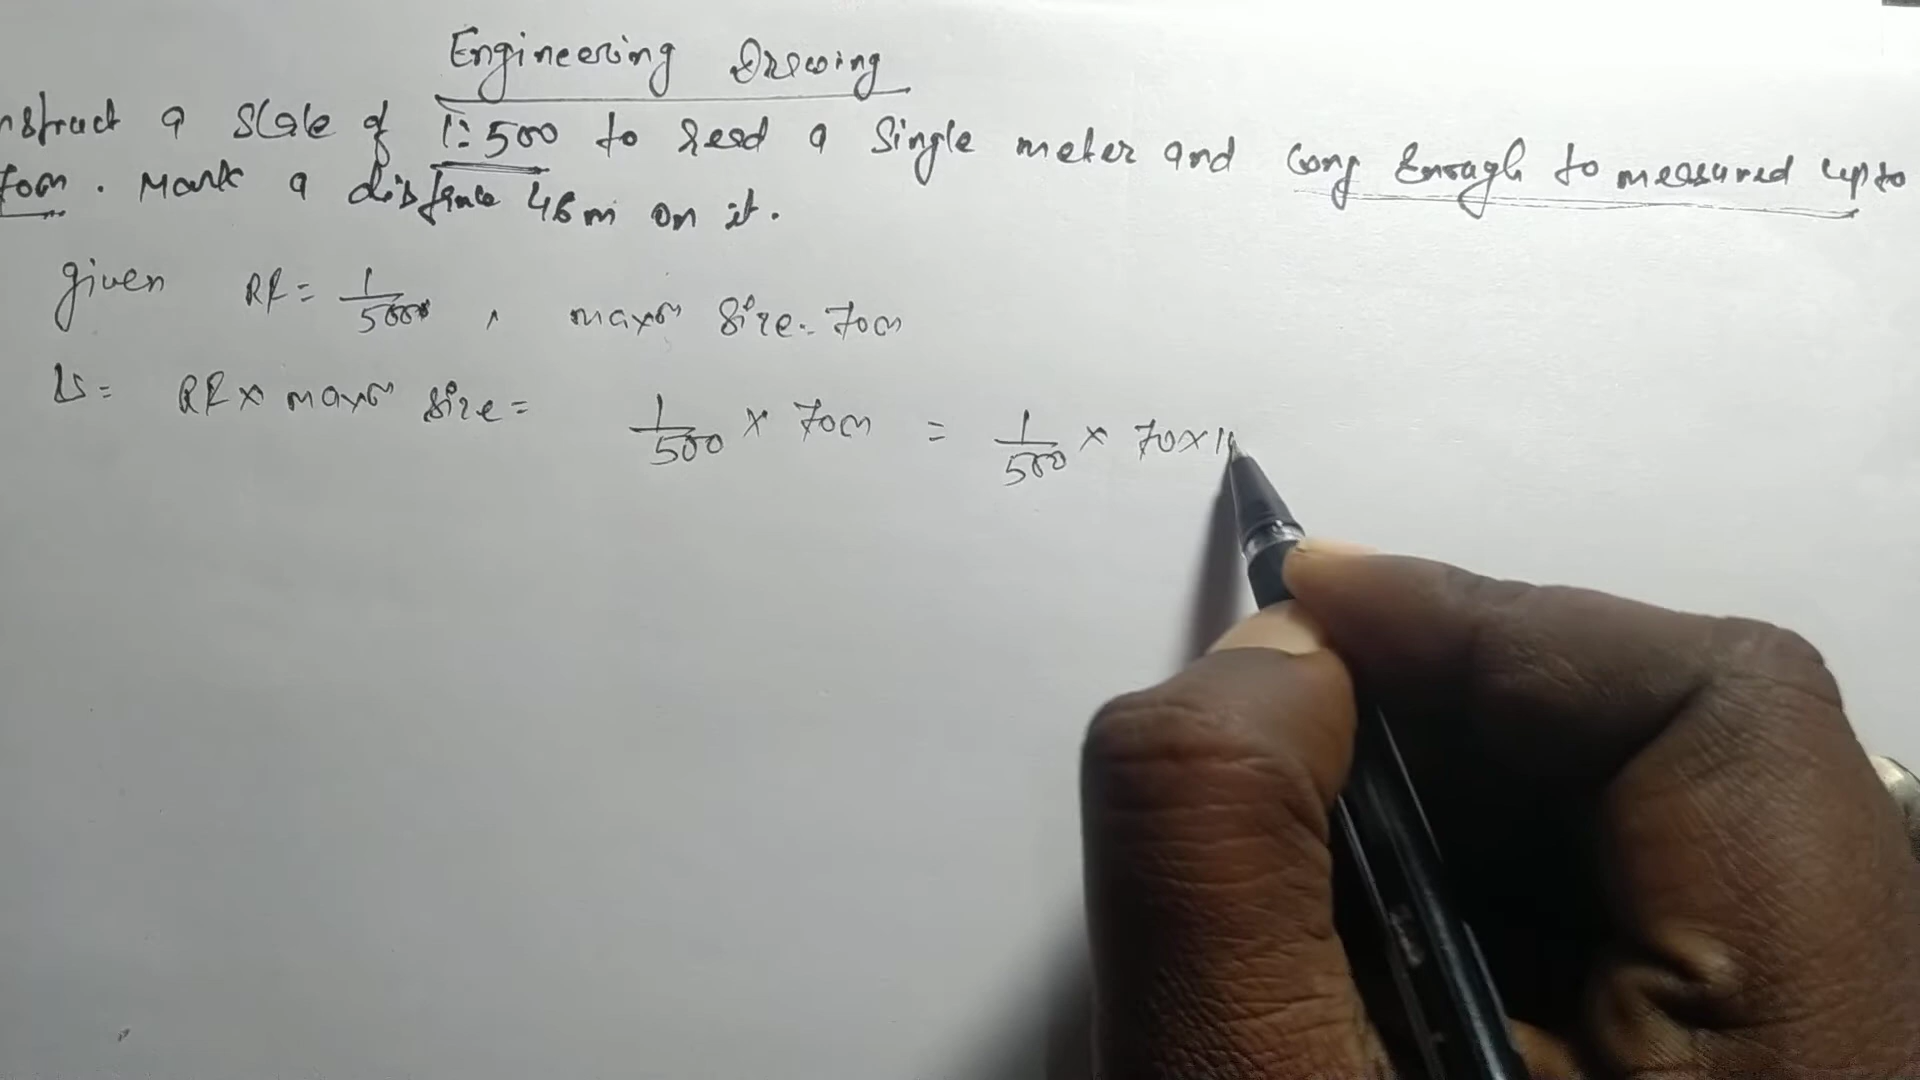 Engineering Drawing
nstruct a Scale of 1:500 to read a Single meter and long Enough to measured upto
70m. Mark a distance 46m on it.
given RF = 1/500, maxm Size = 70m
LS = RF × maxm Size = 1/500 × 70m = 1/500 × 70×10